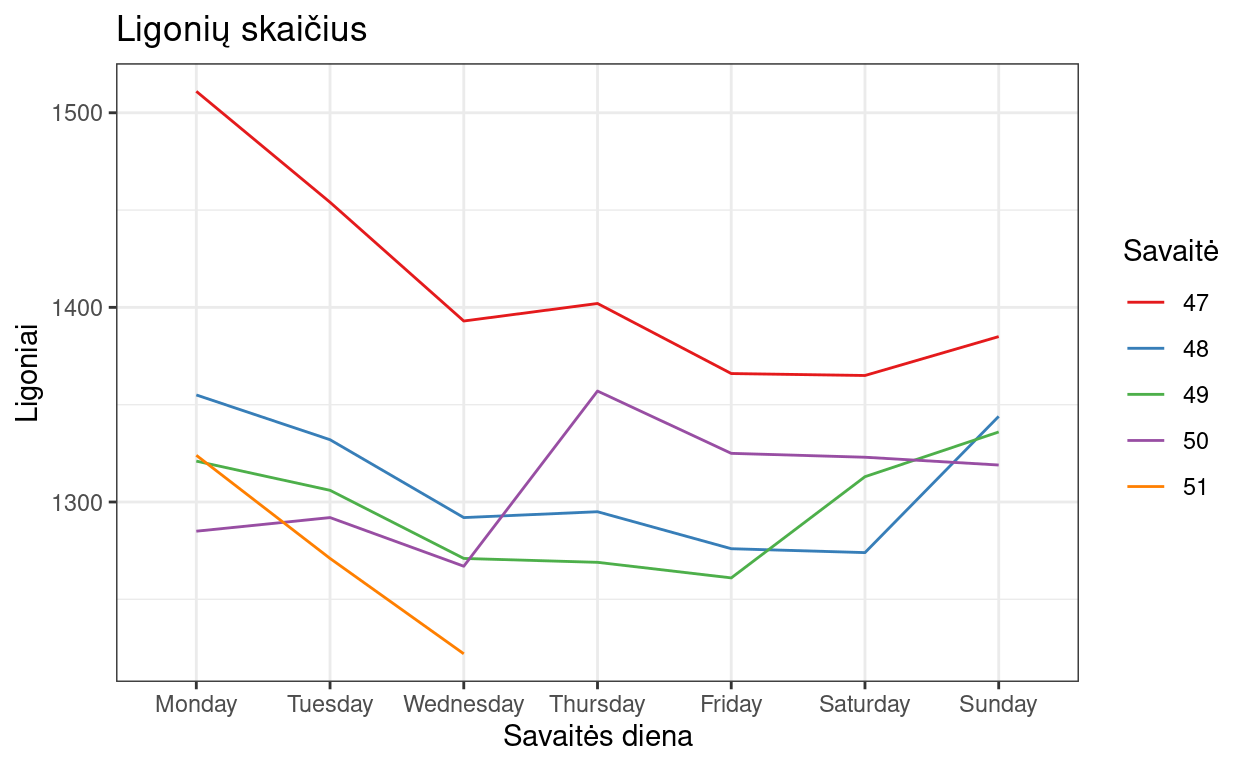 Ligonių skaičius
1500
1400
1300
Ligoniai
Monday Tuesday Wednesday Thursday Friday Saturday Sunday
Savaitės diena
Savaitė
47
48
49
50
51